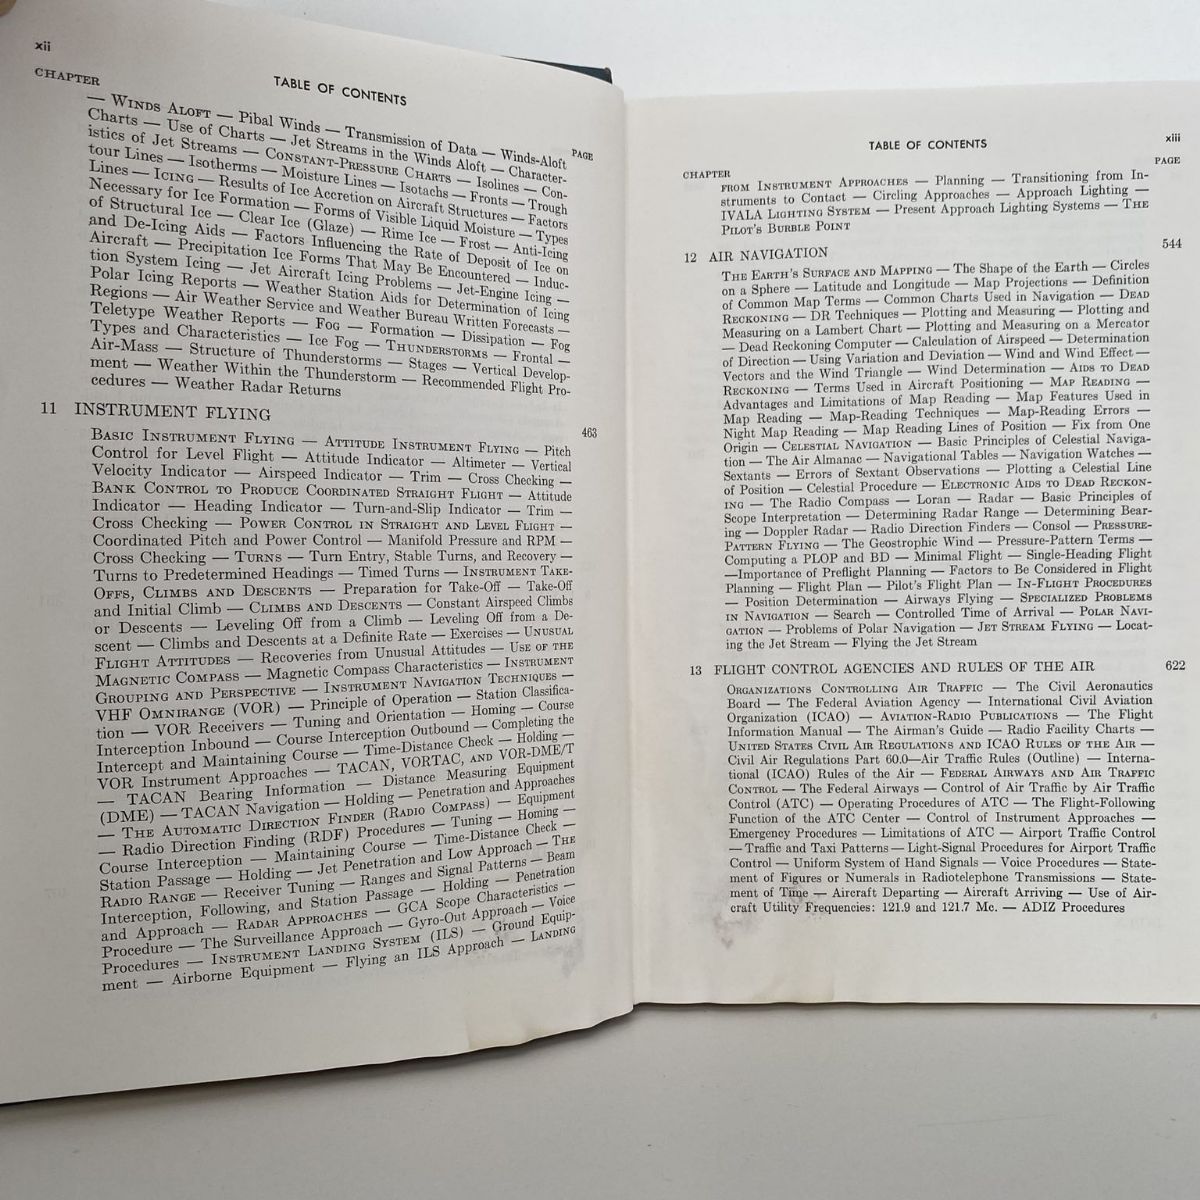 xii
TABLE OF CONTENTS
CHAPTER
PAGE
— Winds Aloft — Pibal Winds — Transmission of Data — Winds-Aloft
Charts — Use of Charts — Jet Streams in the Winds Aloft — Character-
istics of Jet Streams — Constant-Pressure Charts — Isolines — Con-
tour Lines — Isotherms — Moisture Lines — Isotachs — Fronts — Trough
Lines — Icing — Results of Ice Accretion on Aircraft Structures — Factors
Necessary for Ice Formation — Forms of Visible Liquid Moisture — Types
of Structural Ice — Clear Ice (Glaze) — Rime Ice — Frost — Anti-Icing
and De-Icing Aids — Factors Influencing the Rate of Deposit of Ice on
Aircraft — Precipitation Ice Forms That May Be Encountered — Induc-
tion System Icing — Jet Aircraft Icing Problems — Jet-Engine Icing —
Polar Icing Reports — Weather Station Aids for Determination of Icing
Regions — Air Weather Service and Weather Bureau Written Forecasts —
Teletype Weather Reports — Fog — Formation — Dissipation — Fog
Types and Characteristics — Ice Fog — Thunderstorms — Frontal —
Air-Mass — Structure of Thunderstorms — Stages — Vertical Develop-
ment — Weather Within the Thunderstorm — Recommended Flight Pro-
cedures — Weather Radar Returns
11 INSTRUMENT FLYING 463
Basic Instrument Flying — Attitude Instrument Flying — Pitch
Control for Level Flight — Attitude Indicator — Altimeter — Vertical
Velocity Indicator — Airspeed Indicator — Trim — Cross Checking —
Bank Control to Produce Coordinated Straight Flight — Attitude
Indicator — Heading Indicator — Turn-and-Slip Indicator — Trim —
Cross Checking — Power Control in Straight and Level Flight —
Coordinated Pitch and Power Control — Manifold Pressure and RPM —
Cross Checking — Turns — Turn Entry, Stable Turns, and Recovery —
Turns to Predetermined Headings — Timed Turns — Instrument Take-
Offs, Climbs and Descents — Preparation for Take-Off — Take-Off
and Initial Climb — Climbs and Descents — Constant Airspeed Climbs
or Descents — Leveling Off from a Climb — Leveling Off from a De-
scent — Climbs and Descents at a Definite Rate — Exercises — Unusual
Flight Attitudes — Recoveries from Unusual Attitudes — Use of the
Magnetic Compass — Magnetic Compass Characteristics — Instrument
Grouping and Perspective — Instrument Navigation Techniques —
VHF Omnirange (VOR) — Principle of Operation — Station Classifica-
tion — VOR Receivers — Tuning and Orientation — Homing — Course
Interception Inbound — Course Interception Outbound — Completing the
Intercept and Maintaining Course — Time-Distance Check — Holding —
VOR Instrument Approaches — TACAN, VORTAC, and VOR-DME/T
— TACAN Bearing Information — Distance Measuring Equipment
(DME) — TACAN Navigation — Holding — Penetration and Approaches
— The Automatic Direction Finder (Radio Compass) — Equipment
— Radio Direction Finding (RDF) Procedures — Tuning — Homing —
Course Interception — Maintaining Course — Time-Distance Check —
Station Passage — Holding — Jet Penetration and Low Approach — The
Radio Range — Receiver Tuning — Ranges and Signal Patterns — Beam
Interception, Following, and Station Passage — Holding — Penetration
and Approach — Radar Approaches — GCA Scope Characteristics —
Procedure — The Surveillance Approach — Gyro-Out Approach — Voice
Procedures — Instrument Landing System (ILS) — Ground Equip-
ment — Airborne Equipment — Flying an ILS Approach — Landing
TABLE OF CONTENTS
xiii
CHAPTER
PAGE
from Instrument Approaches — Planning — Transitioning from In-
struments to Contact — Circling Approaches — Approach Lighting —
IVALA Lighting System — Present Approach Lighting Systems — The
Pilot's Burble Point
12 AIR NAVIGATION 544
The Earth's Surface and Mapping — The Shape of the Earth — Circles
on a Sphere — Latitude and Longitude — Map Projections — Definition
of Common Map Terms — Common Charts Used in Navigation — Dead
Reckoning — DR Techniques — Plotting and Measuring — Plotting and
Measuring on a Lambert Chart — Plotting and Measuring on a Mercator
— Dead Reckoning Computer — Calculation of Airspeed — Determination
of Direction — Using Variation and Deviation — Wind and Wind Effect —
Vectors and the Wind Triangle — Wind Determination — Aids to Dead
Reckoning — Terms Used in Aircraft Positioning — Map Reading —
Advantages and Limitations of Map Reading — Map Features Used in
Map Reading — Map-Reading Techniques — Map-Reading Errors —
Night Map Reading — Map Reading Lines of Position — Fix from One
Origin — Celestial Navigation — Basic Principles of Celestial Naviga-
tion — The Air Almanac — Navigational Tables — Navigation Watches —
Sextants — Errors of Sextant Observations — Plotting a Celestial Line
of Position — Celestial Procedure — Electronic Aids to Dead Reckon-
ing — The Radio Compass — Loran — Radar — Basic Principles of
Scope Interpretation — Determining Radar Range — Determining Bear-
ing — Doppler Radar — Radio Direction Finders — Consol — Pressure-
Pattern Flying — The Geostrophic Wind — Pressure-Pattern Terms —
Computing a PLOP and BD — Minimal Flight — Single-Heading Flight
—Importance of Preflight Planning — Factors to Be Considered in Flight
Planning — Flight Plan — Pilot's Flight Plan — In-Flight Procedures
— Position Determination — Airways Flying — Specialized Problems
in Navigation — Search — Controlled Time of Arrival — Polar Navi-
gation — Problems of Polar Navigation — Jet Stream Flying — Locat-
ing the Jet Stream — Flying the Jet Stream
13 FLIGHT CONTROL AGENCIES AND RULES OF THE AIR 622
Organizations Controlling Air Traffic — The Civil Aeronautics
Board — The Federal Aviation Agency — International Civil Aviation
Organization (ICAO) — Aviation-Radio Publications — The Flight
Information Manual — The Airman's Guide — Radio Facility Charts —
United States Civil Air Regulations and ICAO Rules of the Air —
Civil Air Regulations Part 60.0—Air Traffic Rules (Outline) — Interna-
tional (ICAO) Rules of the Air — Federal Airways and Air Traffic
Control — The Federal Airways — Control of Air Traffic by Air Traffic
Control (ATC) — Operating Procedures of ATC — The Flight-Following
Function of the ATC Center — Control of Instrument Approaches —
Emergency Procedures — Limitations of ATC — Airport Traffic Control
— Traffic and Taxi Patterns — Light-Signal Procedures for Airport Traffic
Control — Uniform System of Hand Signals — Voice Procedures — State-
ment of Figures or Numerals in Radiotelephone Transmissions — State-
ment of Time — Aircraft Departing — Aircraft Arriving — Use of Air-
craft Utility Frequencies: 121.9 and 121.7 Mc. — ADIZ Procedures